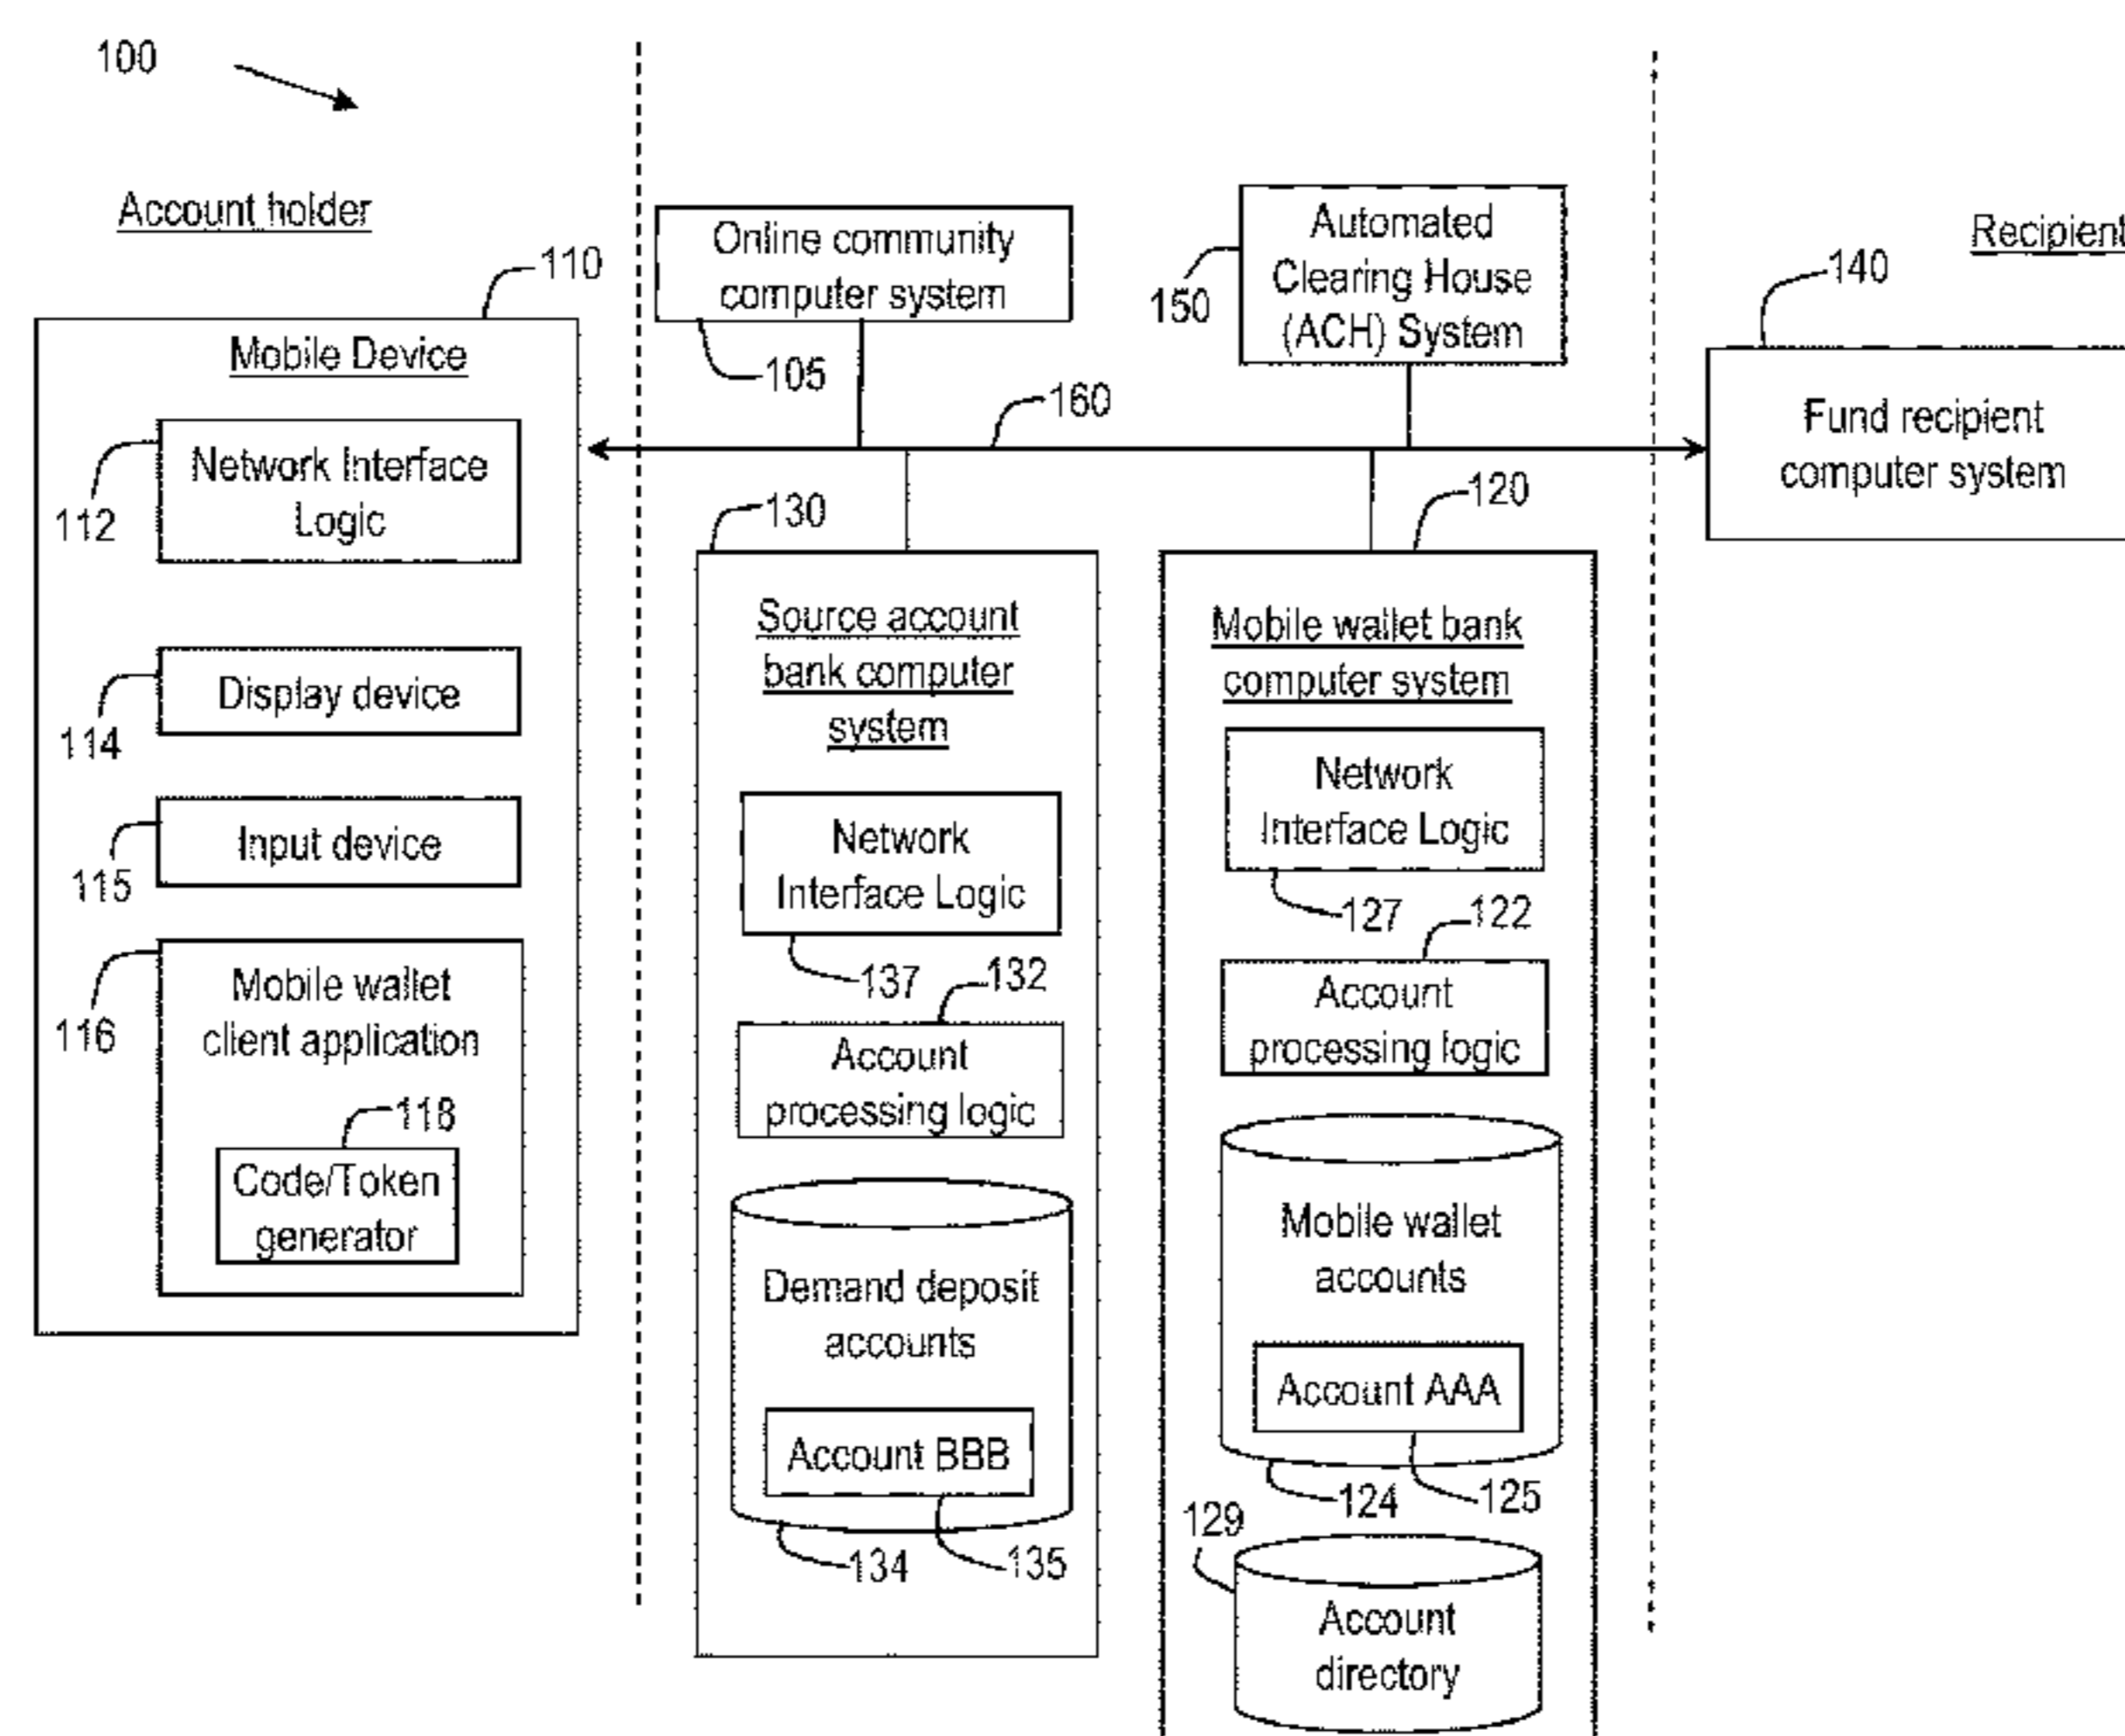 100
Account holder
110
Mobile Device
112
Network Interface
Logic
114
Display device
115
Input device
116
Mobile wallet
client application
118
Code/Token
generator
Online community
computer system
105
150
Automated
Clearing House
(ACH) System
160
130
Source account
bank computer
system
Network
Interface Logic
137
132
Account
processing logic
Demand deposit
accounts
Account BBB
134
135
120
Mobile wallet bank
computer system
Network
Interface Logic
127
122
Account
processing logic
Mobile wallet
accounts
Account AAA
124
125
129
Account
directory
Recipient
140
Fund recipient
computer system